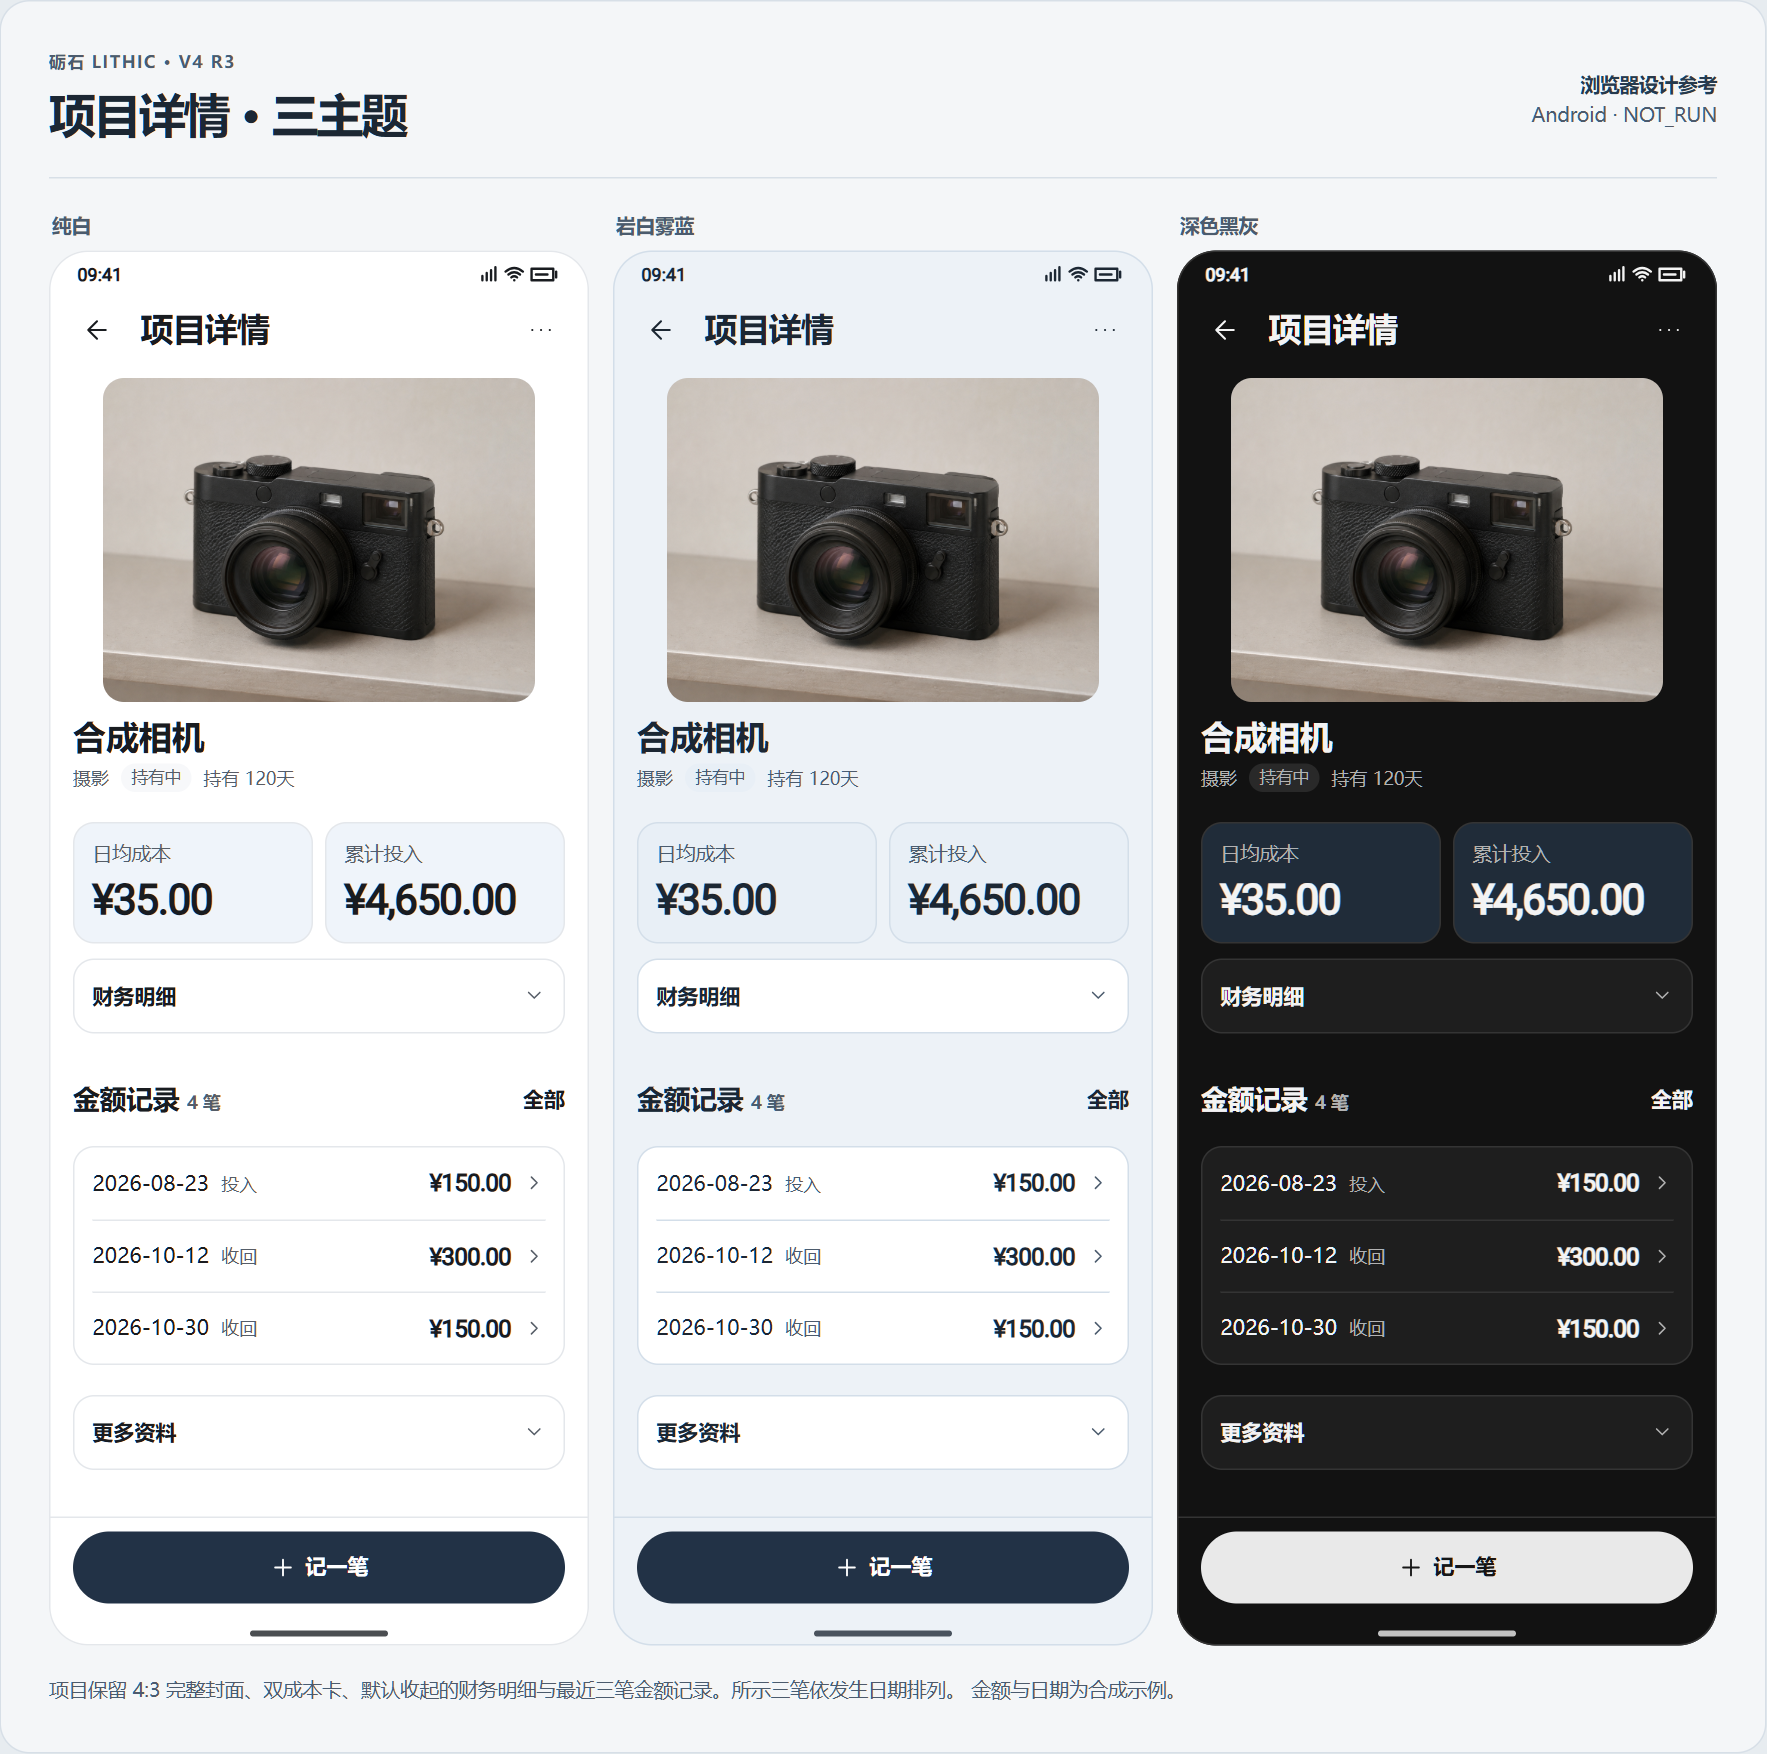 砺石 LITHIC • V4 R3
项目详情 • 三主题
浏览器设计参考
Android · NOT_RUN
纯白
09:41
项目详情
合成相机
摄影 持有中 持有 120天
日均成本
¥35.00
累计投入
¥4,650.00
财务明细
金额记录 4 笔
全部
2026-08-23 投入 ¥150.00
2026-10-12 收回 ¥300.00
2026-10-30 收回 ¥150.00
更多资料
+ 记一笔
岩白雾蓝
09:41
项目详情
合成相机
摄影 持有中 持有 120天
日均成本
¥35.00
累计投入
¥4,650.00
财务明细
金额记录 4 笔
全部
2026-08-23 投入 ¥150.00
2026-10-12 收回 ¥300.00
2026-10-30 收回 ¥150.00
更多资料
+ 记一笔
深色黑灰
09:41
项目详情
合成相机
摄影 持有中 持有 120天
日均成本
¥35.00
累计投入
¥4,650.00
财务明细
金额记录 4 笔
全部
2026-08-23 投入 ¥150.00
2026-10-12 收回 ¥300.00
2026-10-30 收回 ¥150.00
更多资料
+ 记一笔
项目保留 4:3 完整封面、双成本卡、默认收起的财务明细与最近三笔金额记录。所示三笔依发生日期排列。 金额与日期为合成示例。